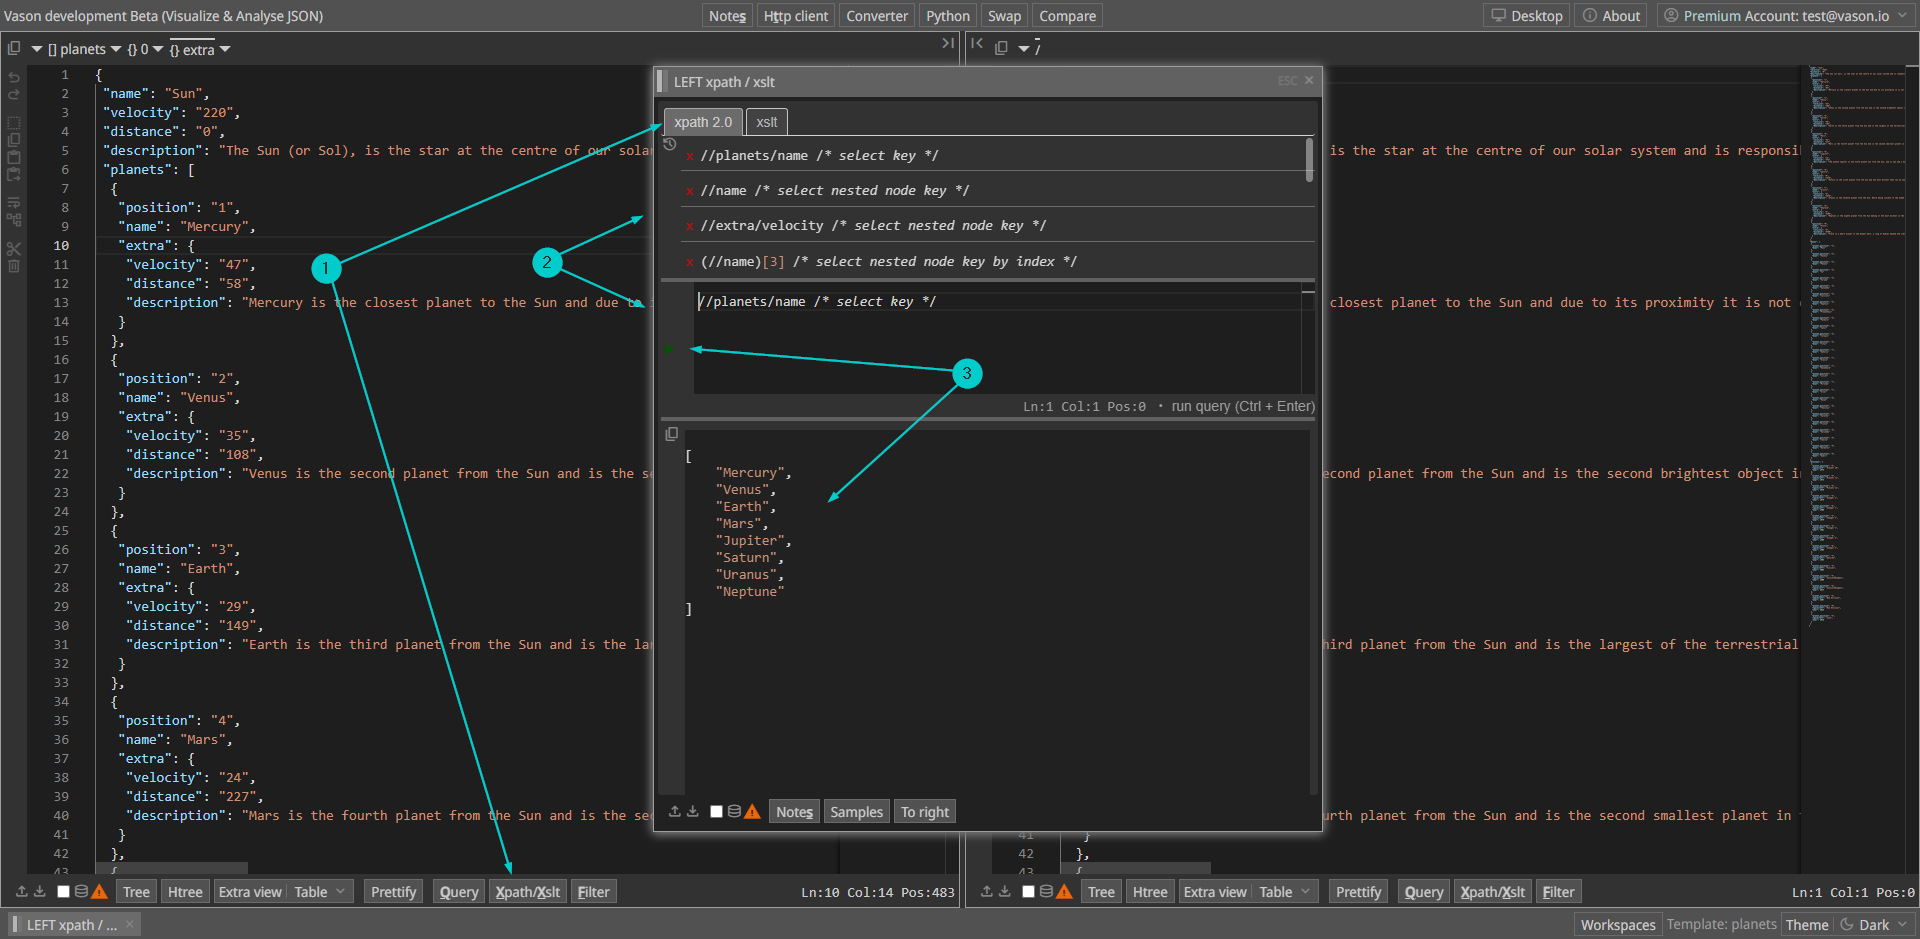 Vason development Beta (Visualize & Analyse JSON)
Notes
Http client
Converter
Python
Swap
Compare
Desktop
About
Premium Account: test@vason.io
[] planets {} 0 {} extra
/
1 {
2 "name": "Sun",
3 "velocity": "220",
4 "distance": "0",
5 "description": "The Sun (or Sol), is the star at the centre of our sola
6 "planets": [
7 {
8 "position": "1",
9 "name": "Mercury",
10 "extra": {
11 "velocity": "47",
12 "distance": "58",
13 "description": "Mercury is the closest planet to the Sun and due to
14 }
15 },
16 {
17 "position": "2",
18 "name": "Venus",
19 "extra": {
20 "velocity": "35",
21 "distance": "108",
22 "description": "Venus is the second planet from the Sun and is the se
23 }
24 },
25 {
26 "position": "3",
27 "name": "Earth",
28 "extra": {
29 "velocity": "29",
30 "distance": "149",
31 "description": "Earth is the third planet from the Sun and is the lar
32 }
33 },
34 {
35 "position": "4",
36 "name": "Mars",
37 "extra": {
38 "velocity": "24",
39 "distance": "227",
40 "description": "Mars is the fourth planet from the Sun and is the sec
41 }
42 },
43 {
1
2
3
LEFT xpath / xslt
ESC ×
xpath 2.0
xslt
x //planets/name /* select key */
x //name /* select nested node key */
x //extra/velocity /* select nested node key */
x (//name)[3] /* select nested node key by index */
//planets/name /* select key */
Ln:1 Col:1 Pos:0 • run query (Ctrl + Enter)
[
"Mercury",
"Venus",
"Earth",
"Mars",
"Jupiter",
"Saturn",
"Uranus",
"Neptune"
]
Notes
Samples
To right
is the star at the centre of our solar system and is responsi
closest planet to the Sun and due to its proximity it is not
econd planet from the Sun and is the second brightest object i
hird planet from the Sun and is the largest of the terrestrial
urth planet from the Sun and is the second smallest planet in
41 }
42 },
43 {
Tree
Htree
Extra view
Table
Prettify
Query
Xpath/Xslt
Filter
Ln:10 Col:14 Pos:483
Tree
Htree
Extra view
Table
Prettify
Query
Xpath/Xslt
Filter
Ln:1 Col:1 Pos:0
LEFT xpath / ... ×
Workspaces
Template: planets
Theme
Dark